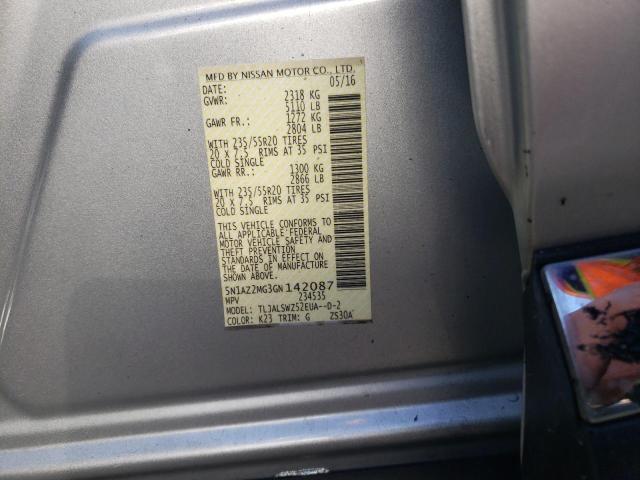 MFD BY NISSAN MOTOR CO., LTD.
DATE: 05/16
GVWR: 2318 KG
5110 LB
GAWR FR.: 1272 KG
2804 LB
WITH 235/55R20 TIRES
20 X 7.5 RIMS AT 35 PSI
COLD SINGLE
GAWR RR.: 1300 KG
2866 LB
WITH 235/55R20 TIRES
20 X 7.5 RIMS AT 35 PSI
COLD SINGLE
THIS VEHICLE CONFORMS TO
ALL APPLICABLE FEDERAL
MOTOR VEHICLE SAFETY AND
THEFT PREVENTION
STANDARDS IN EFFECT ON
THE DATE OF MANUFACTURE
SHOWN ABOVE.
5N1AZ2MG3GN142087
MPV 234535
MODEL: TLJALSWZ52EUA--D-2
COLOR: K23 TRIM: G ZS30A